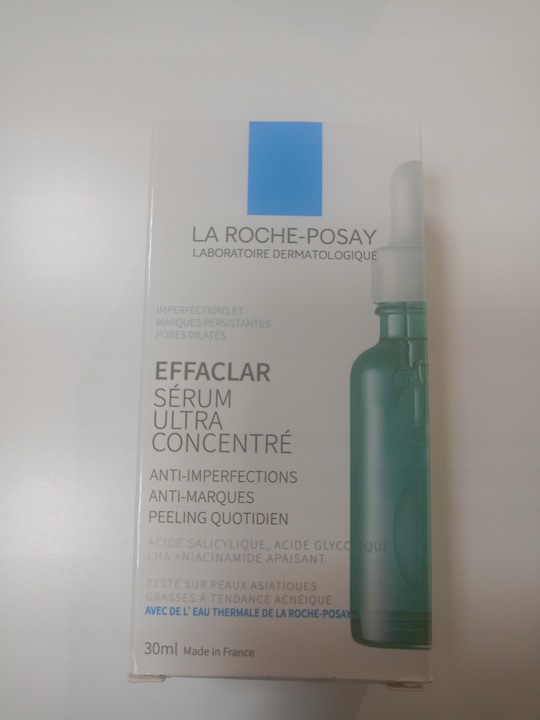 LA ROCHE-POSAY
LABORATOIRE DERMATOLOGIQUE
IMPERFECTIONS ET
MARQUES PERSISTANTES
PORES DILATÉS
EFFACLAR
SÉRUM
ULTRA
CONCENTRÉ
ANTI-IMPERFECTIONS
ANTI-MARQUES
PEELING QUOTIDIEN
ACIDE SALICYLIQUE, ACIDE GLYCOLIQUE,
LHA +NIACINAMIDE APAISANT
TESTÉ SUR PEAUX ASIATIQUES
GRASSES À TENDANCE ACNÉIQUE
AVEC DE L' EAU THERMALE DE LA ROCHE-POSAY
30ml Made in France